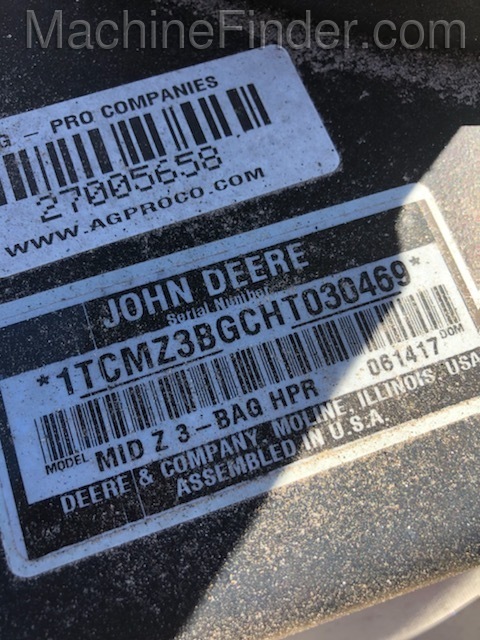 MachineFinder.com
G - PRO COMPANIES
27005658
WWW.AGPROCO.COM
JOHN DEERE
Serial Number
*1TCMZ3BGCHT030469*
MODEL MID Z 3-BAG HPR 061417 DOM
DEERE & COMPANY, MOLINE, ILLINOIS, USA
ASSEMBLED IN U.S.A.